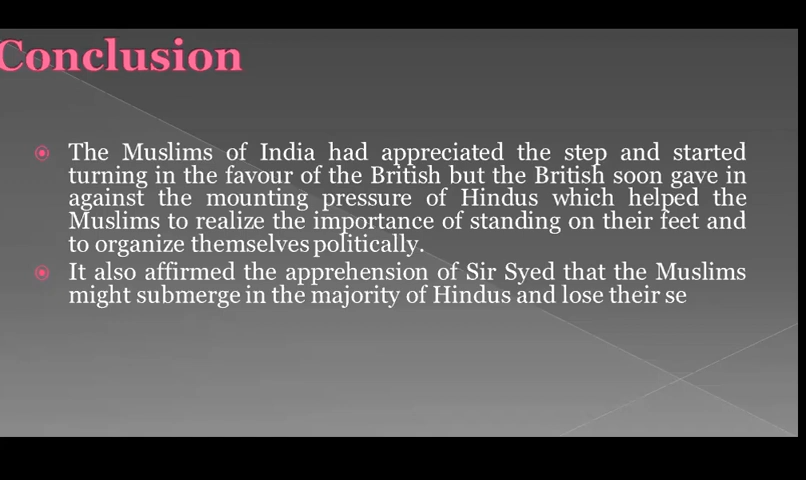 Conclusion
The Muslims of India had appreciated the step and started
turning in the favour of the British but the British soon gave in
against the mounting pressure of Hindus which helped the
Muslims to realize the importance of standing on their feet and
to organize themselves politically.
It also affirmed the apprehension of Sir Syed that the Muslims
might submerge in the majority of Hindus and lose their se